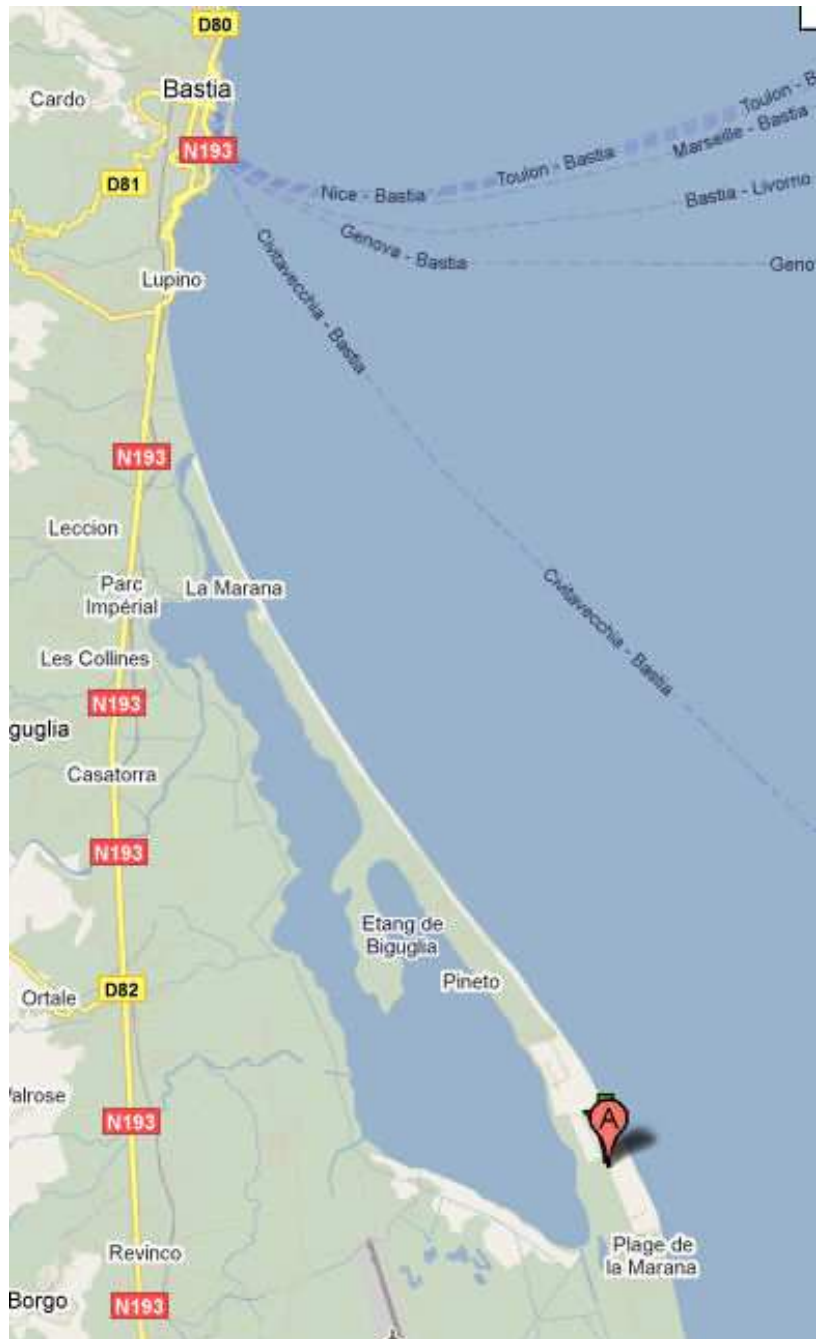 D80
Bastia
Cardo
N193
D81
Toulon - B
Marseille - Bastia
Toulon - Bastia
Nice - Bastia
Bastia - Livorno
Genova - Bastia
Geno
Civitavecchia - Bastia
Lupino
N193
Leccion
Parc
Impérial
La Marana
Civitavecchia - Bastia
Les Collines
N193
guglia
Casatorra
N193
Etang de
Biguglia
Pineto
Ortale
D82
alrose
N193
A
Plage de
la Marana
Revinco
Borgo
N193